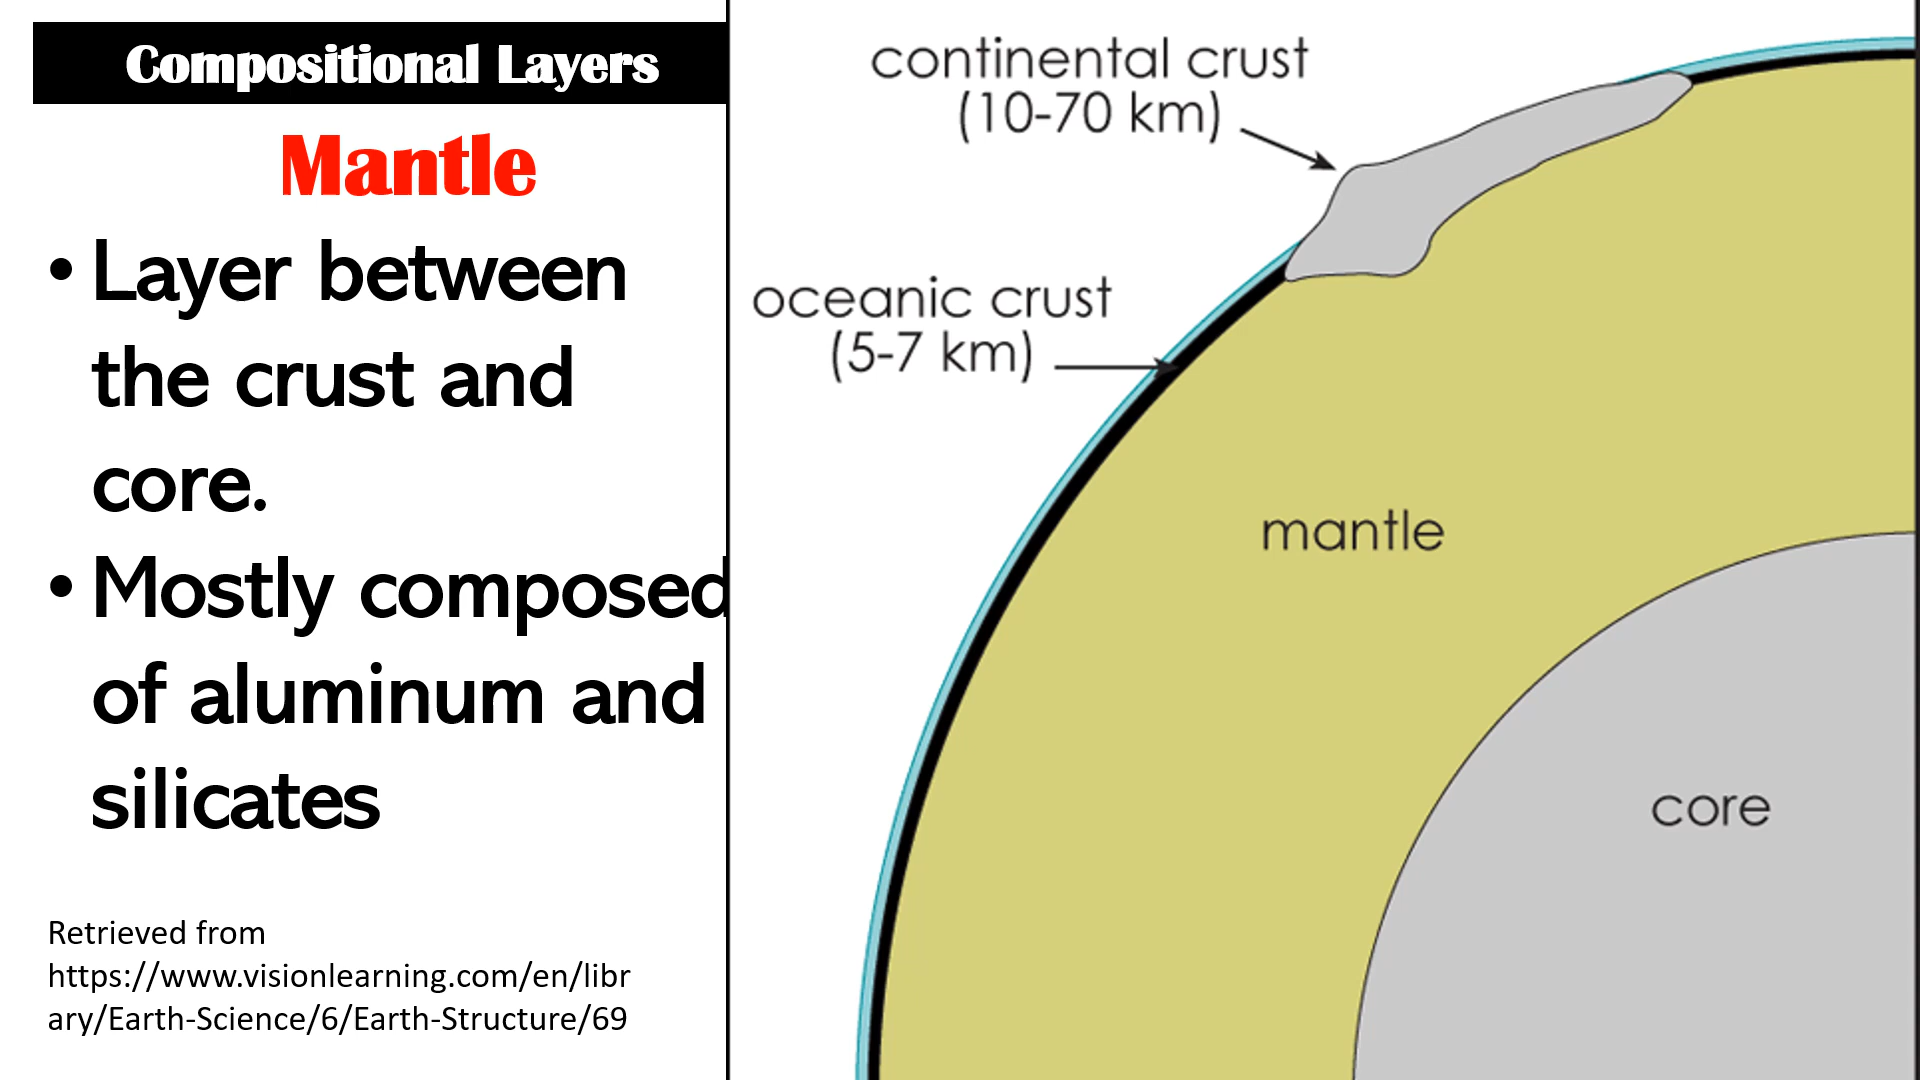 Compositional Layers
Mantle
• Layer between
the crust and
core.
• Mostly composed
of aluminum and
silicates
Retrieved from
https://www.visionlearning.com/en/libr
ary/Earth-Science/6/Earth-Structure/69
continental crust
(10-70 km)
oceanic crust
(5-7 km)
mantle
core